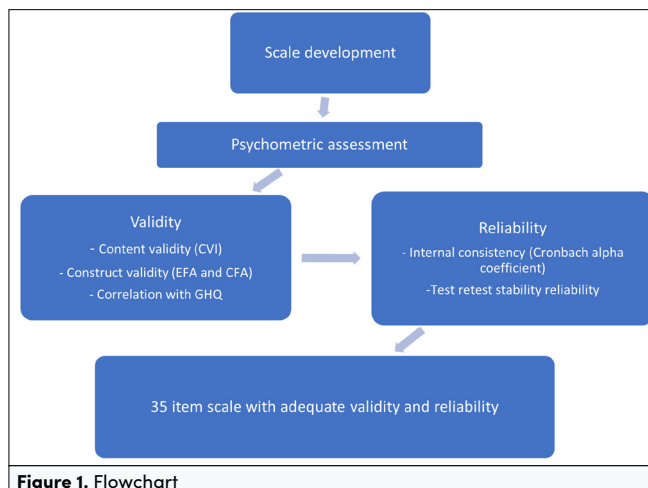 Scale development
Psychometric assessment
Validity
- Content validity (CVI)
- Construct validity (EFA and CFA)
- Correlation with GHQ
Reliability
- Internal consistency (Cronbach alpha
coefficient)
-Test retest stability reliability
35 item scale with adequate validity and reliability
Figure 1. Flowchart